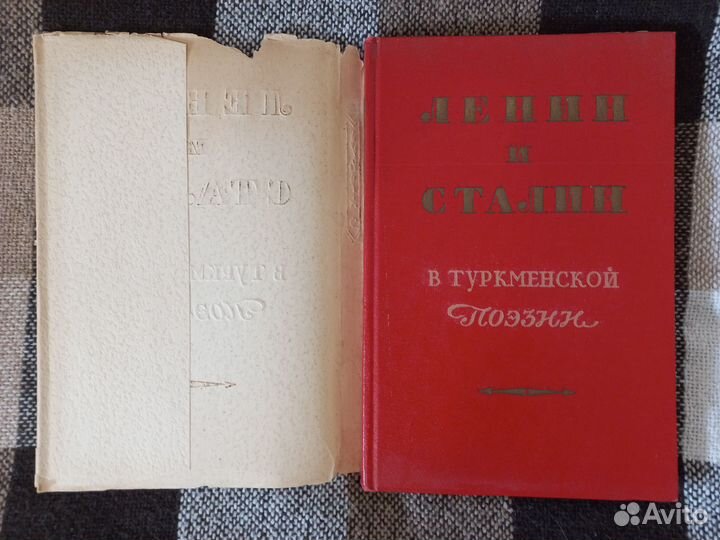 ЛЕНИН
и
СТАЛИН
В ТУРКМЕНСКОЙ
ПОЭЗИИ
Avito